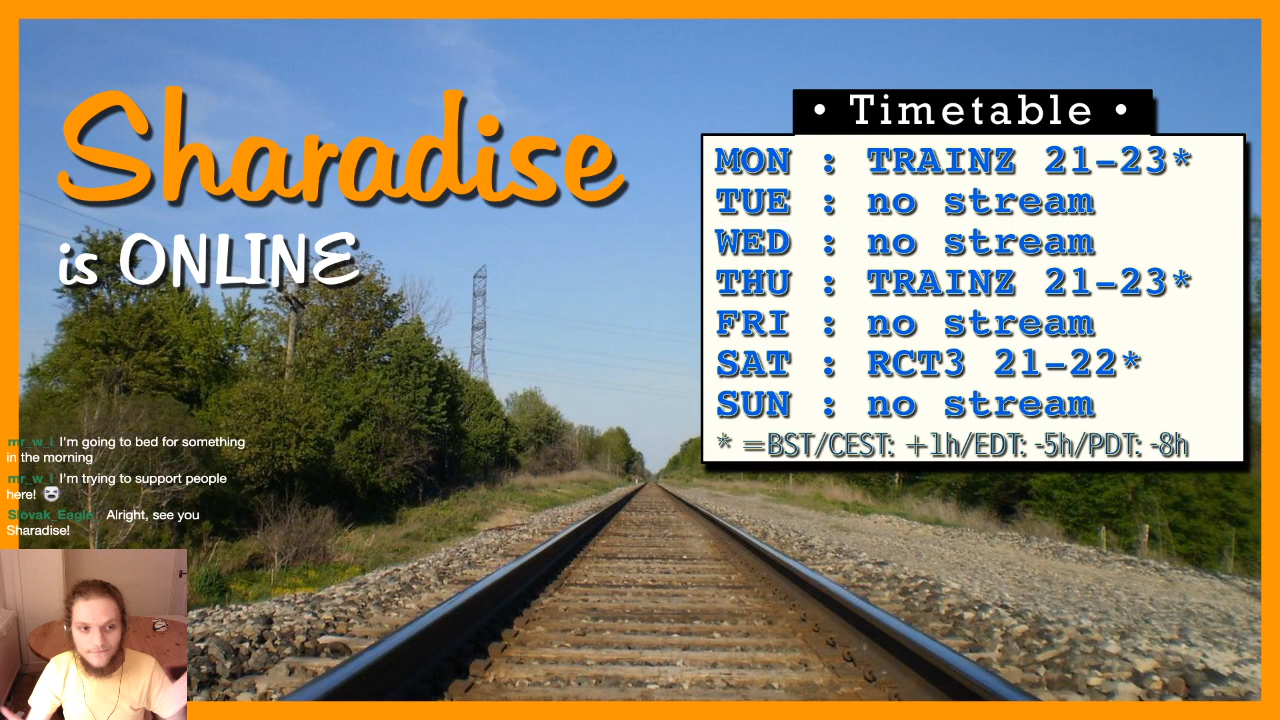 Sharadise
is ONLINE
• Timetable •
MON : TRAINZ 21-23*
TUE : no stream
WED : no stream
THU : TRAINZ 21-23*
FRI : no stream
SAT : RCT3 21-22*
SUN : no stream
* =BST/CEST: +1h/EDT: -5h/PDT: -8h
mr_w_l I'm going to bed for something
in the morning
mr_w_l I'm trying to support people
here!
Slovak_Eagle Alright, see you
Sharadise!